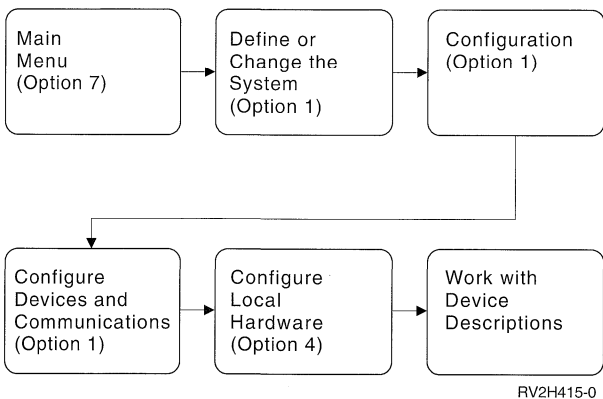 Main
Menu
(Option 7)
Define or
Change the
System
(Option 1)
Configuration
(Option 1)
Configure
Devices and
Communications
(Option 1)
Configure
Local
Hardware
(Option 4)
Work with
Device
Descriptions
RV2H415-0